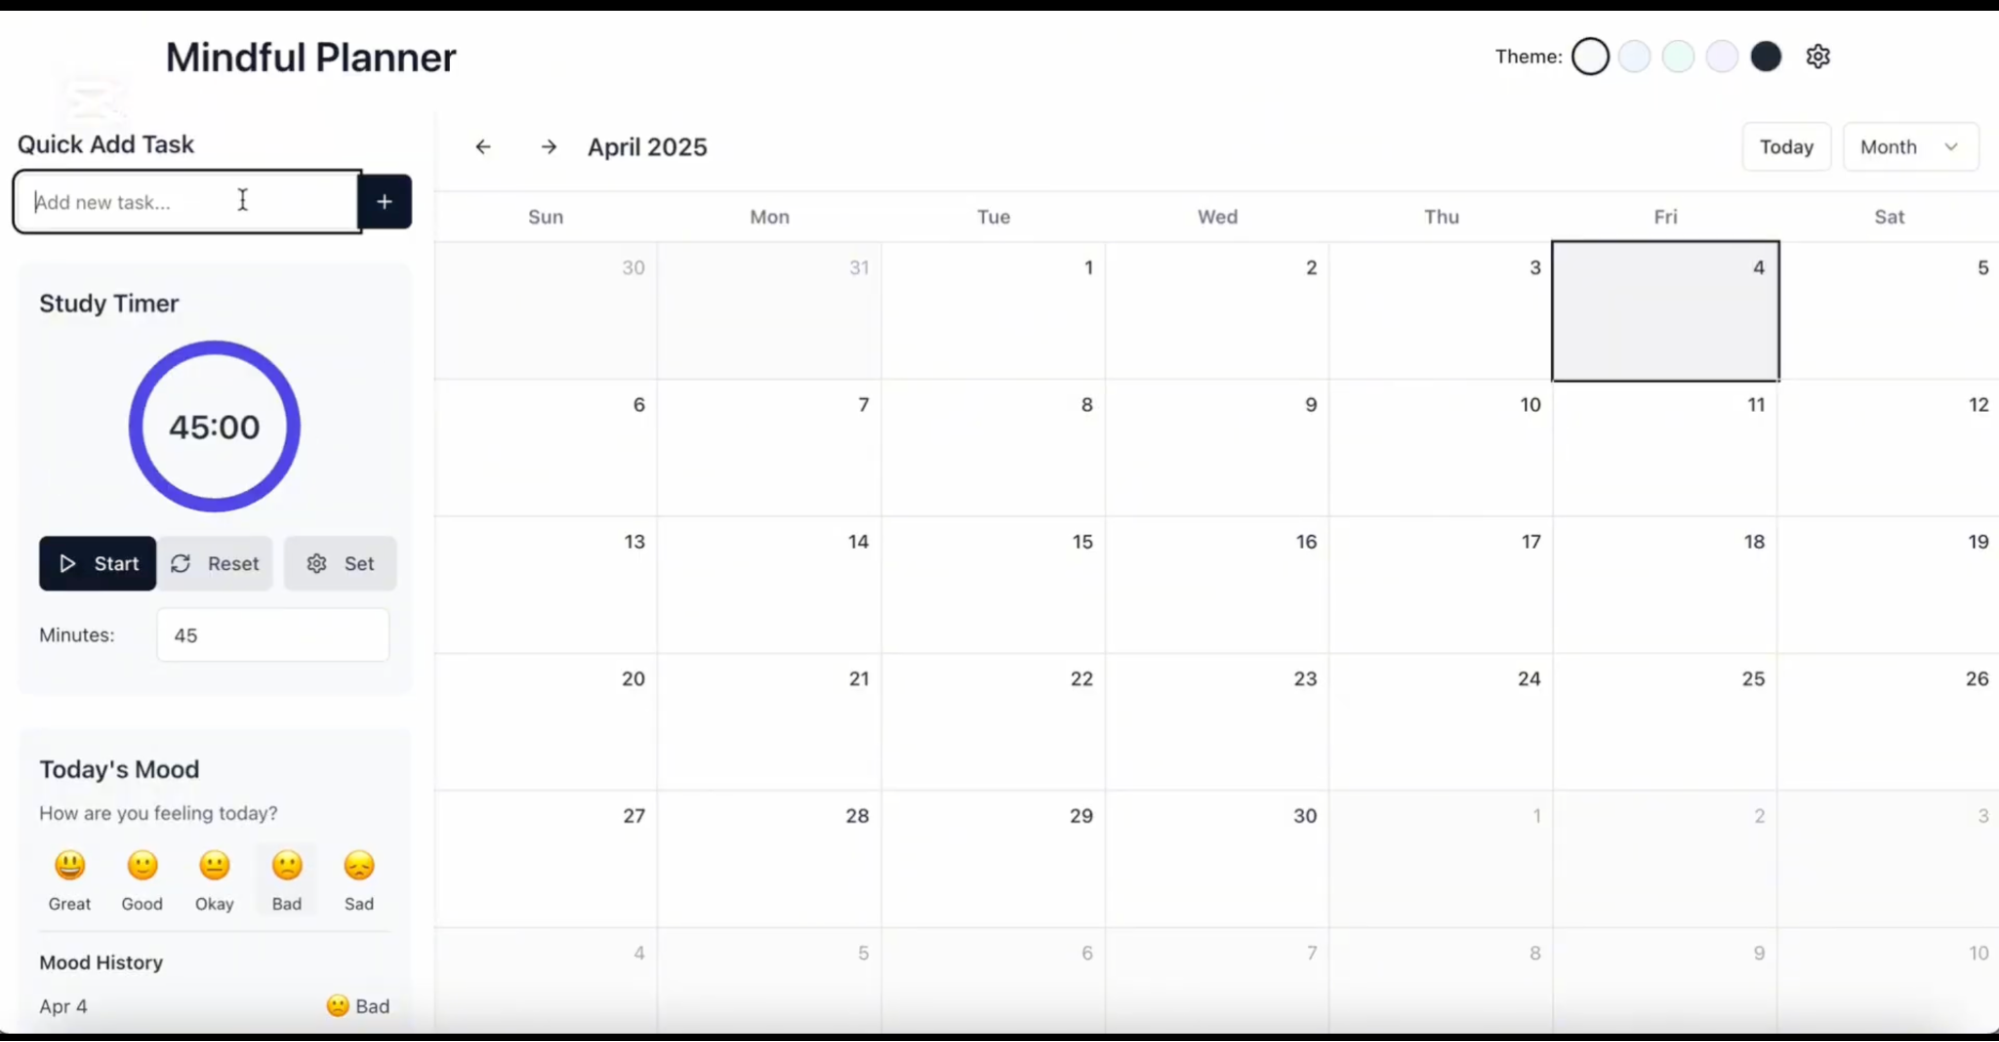 Mindful Planner
Theme:
Quick Add Task
Add new task...
+
Study Timer
45:00
Start
Reset
Set
Minutes:
45
Today's Mood
How are you feeling today?
Great
Good
Okay
Bad
Sad
Mood History
Apr 4
Bad
April 2025
Today
Month
Sun Mon Tue Wed Thu Fri Sat
30 31 1 2 3 4 5
6 7 8 9 10 11 12
13 14 15 16 17 18 19
20 21 22 23 24 25 26
27 28 29 30 1 2 3
4 5 6 7 8 9 10